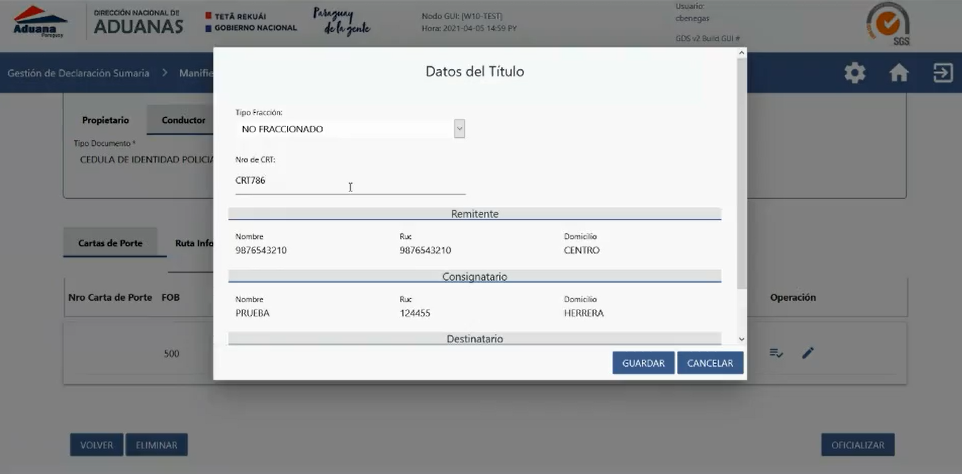 Aduana
Paraguay
DIRECCIÓN NACIONAL DE
ADUANAS
TETÃ REKUÁI
GOBIERNO NACIONAL
Paraguay
de la gente
Nodo GUI: [W10-TEST]
Hora: 2021-04-05 14:59 PY
Usuario:
cbenegas
GDS v2 Build GUI #
SGS
Gestión de Declaración Sumaria > Manifie
Datos del Título
Tipo Fracción:
NO FRACCIONADO
Propietario Conductor
Tipo Documento *
CEDULA DE IDENTIDAD POLICIA
Nro de CRT:
CRT786
Remitente
Nombre Ruc Domicilio
9876543210 9876543210 CENTRO
Cartas de Porte Ruta Info
Consignatario
Nombre Ruc Domicilio
PRUEBA 124455 HERRERA
Nro Carta de Porte FOB Operación
Destinatario
500
GUARDAR CANCELAR
VOLVER ELIMINAR OFICIALIZAR